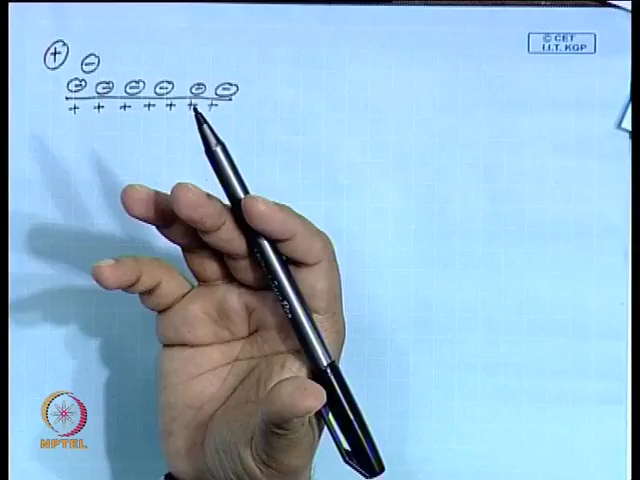 + −
− − − − − −
+ + + + + + +
© CET
I.I.T. KGP
NPTEL